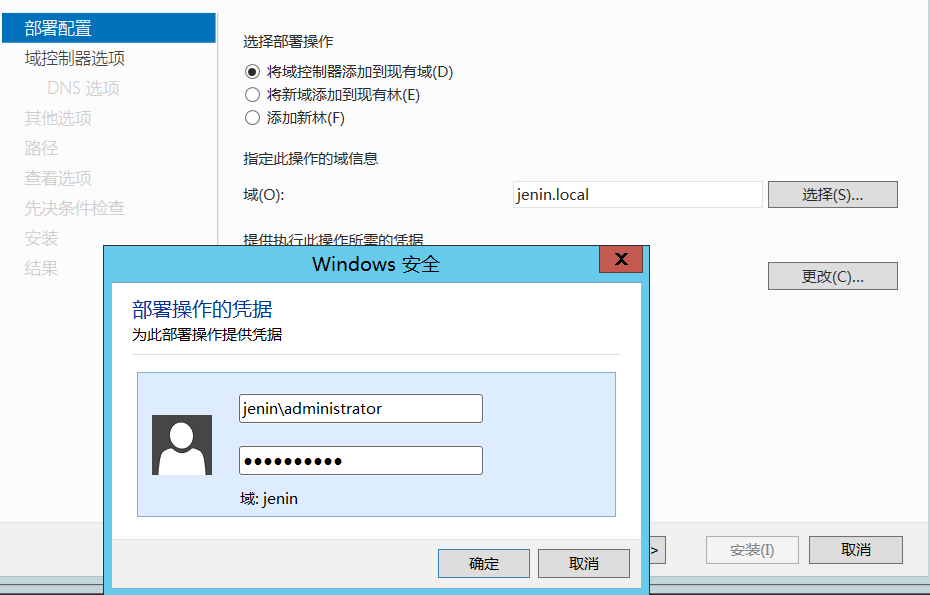 部署配置
域控制器选项
DNS 选项
其他选项
路径
查看选项
先决条件检查
安装
结果
选择部署操作
将域控制器添加到现有域(D)
将新域添加到现有林(E)
添加新林(F)
指定此操作的域信息
域(O):
jenin.local
选择(S)...
提供执行此操作所需的凭据
更改(C)...
Windows 安全
X
部署操作的凭据
为此部署操作提供凭据
jenin\administrator
●●●●●●●●●●
域: jenin
确定
取消
>
安装(I)
取消